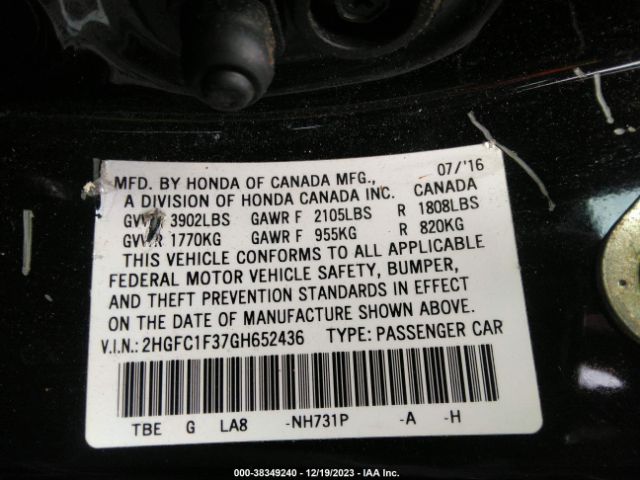 07/'16
MFD. BY HONDA OF CANADA MFG.,
A DIVISION OF HONDA CANADA INC. CANADA
3902LBS GAWR F 2105LBS R 1808LBS
GVWR 1770KG GAWR F 955KG R 820KG
THIS VEHICLE CONFORMS TO ALL APPLICABLE
FEDERAL MOTOR VEHICLE SAFETY, BUMPER,
AND THEFT PREVENTION STANDARDS IN EFFECT
ON THE DATE OF MANUFACTURE SHOWN ABOVE.
V.I.N.: 2HGFC1F37GH652436 TYPE: PASSENGER CAR
TBE G LA8 -NH731P -A -H
000-38349240 - 12/19/2023 - IAA Inc.